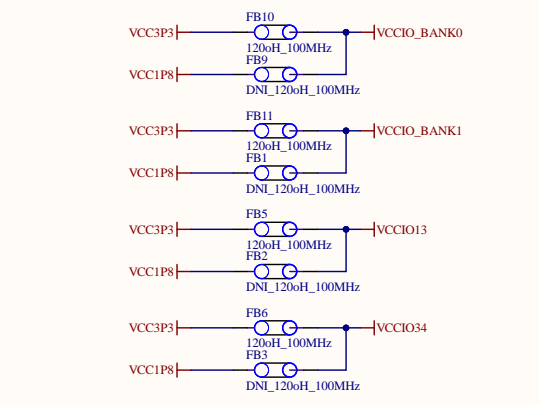 FB10
VCC3P3 VCCIO_BANK0
120oH_100MHz
FB9
VCC1P8
DNI_120oH_100MHz
FB11
VCC3P3 VCCIO_BANK1
120oH_100MHz
FB1
VCC1P8
DNI_120oH_100MHz
FB5
VCC3P3 VCCIO13
120oH_100MHz
FB2
VCC1P8
DNI_120oH_100MHz
FB6
VCC3P3 VCCIO34
120oH_100MHz
FB3
VCC1P8
DNI_120oH_100MHz